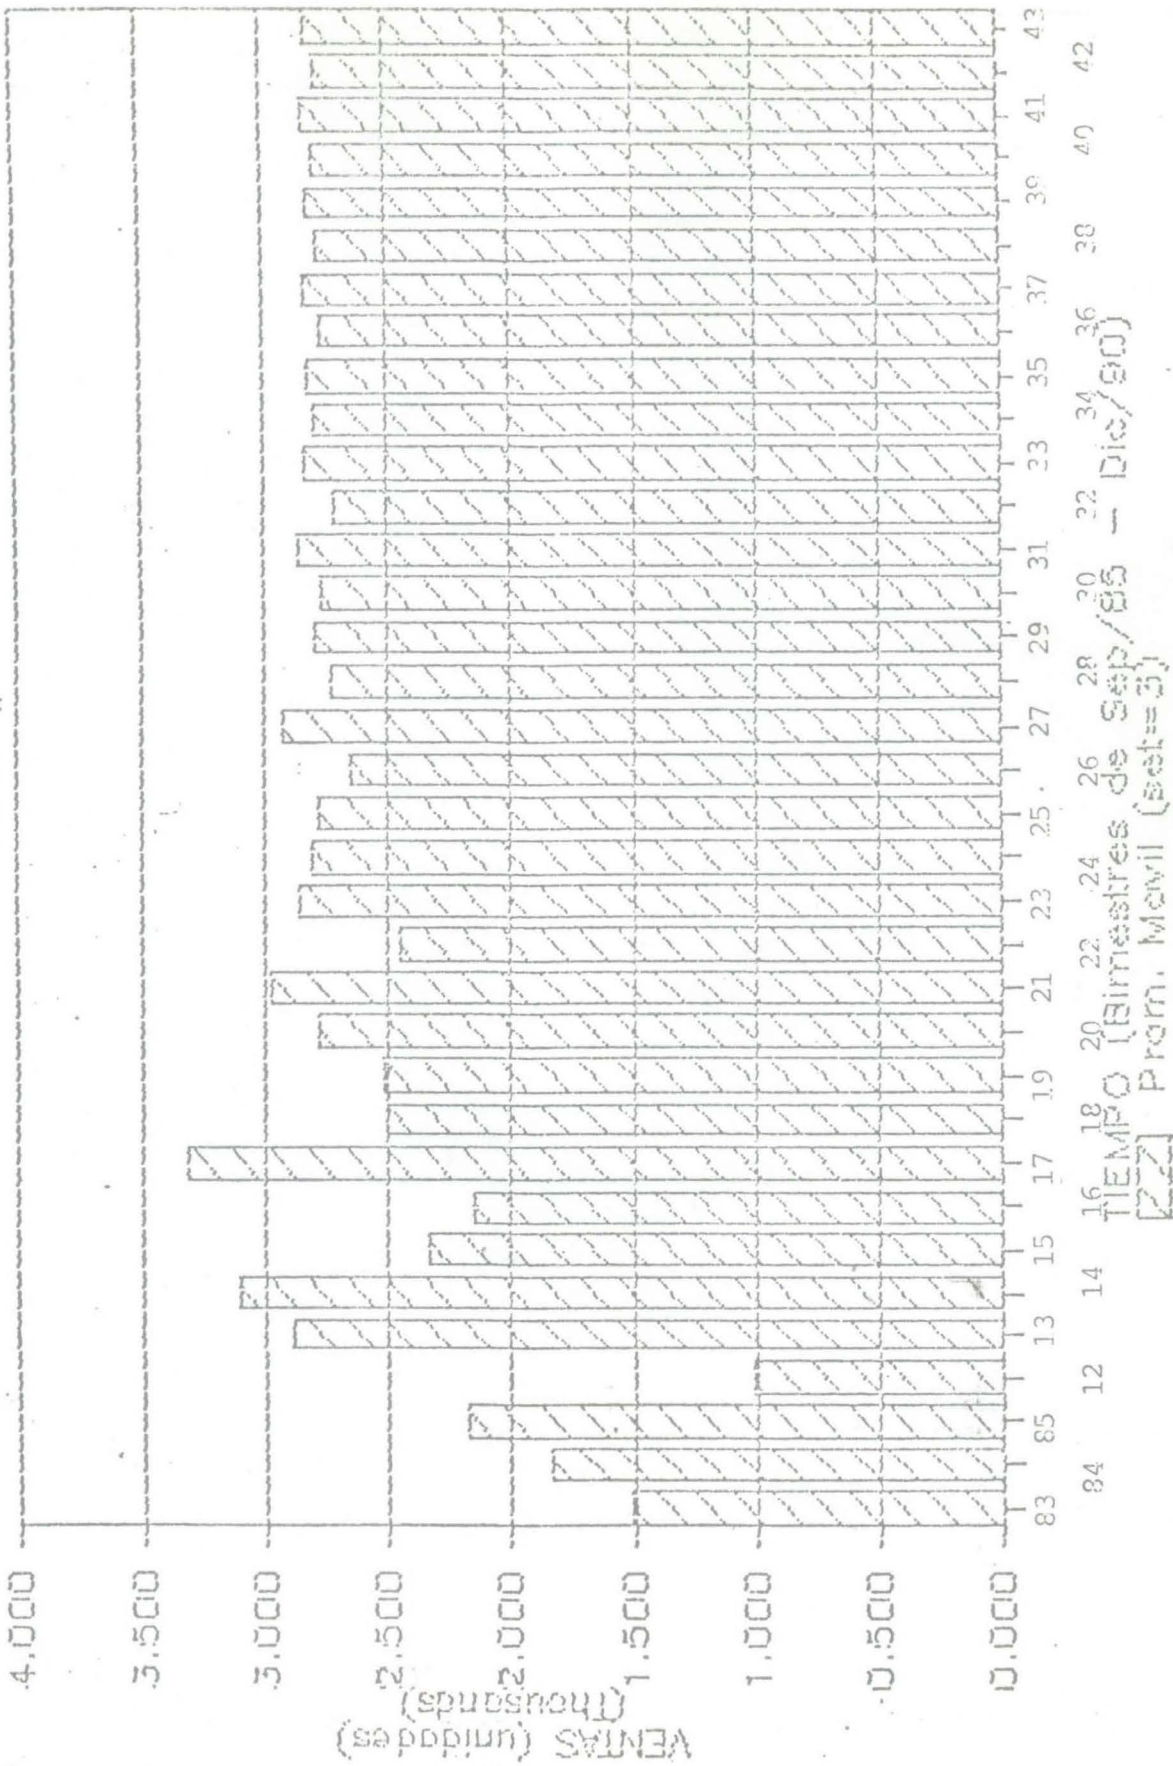 4.000
3.500
3.000
2.500
2.000
1.500
1.000
0.500
0.000
VENTAS (unidades)
(Thousands)
83 84 85 12 13 14 15 16 17 18 19 20 21 22 23 24 25 26 27 28 29 30 31 32 33 34 35 36 37 38 39 40 41 42 43
TIEMPO (Bimestres de Sep/85 — Dic/90)
Prom. Movil (set=3)